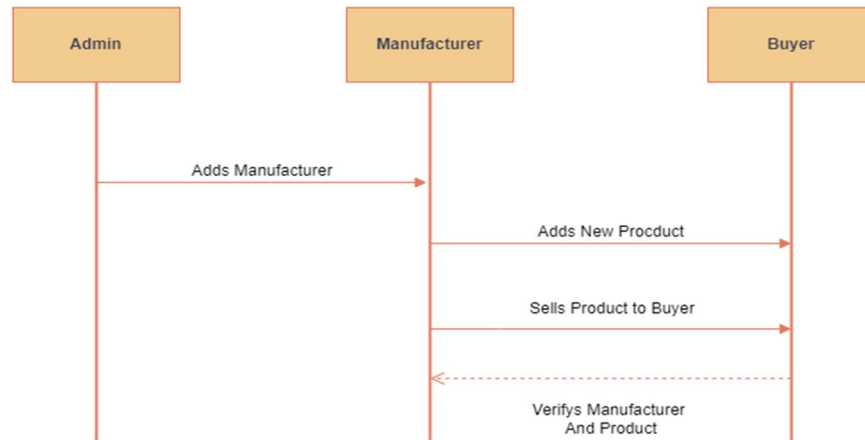 Admin
Manufacturer
Buyer
Adds Manufacturer
Adds New Procduct
Sells Product to Buyer
Verifys Manufacturer
And Product